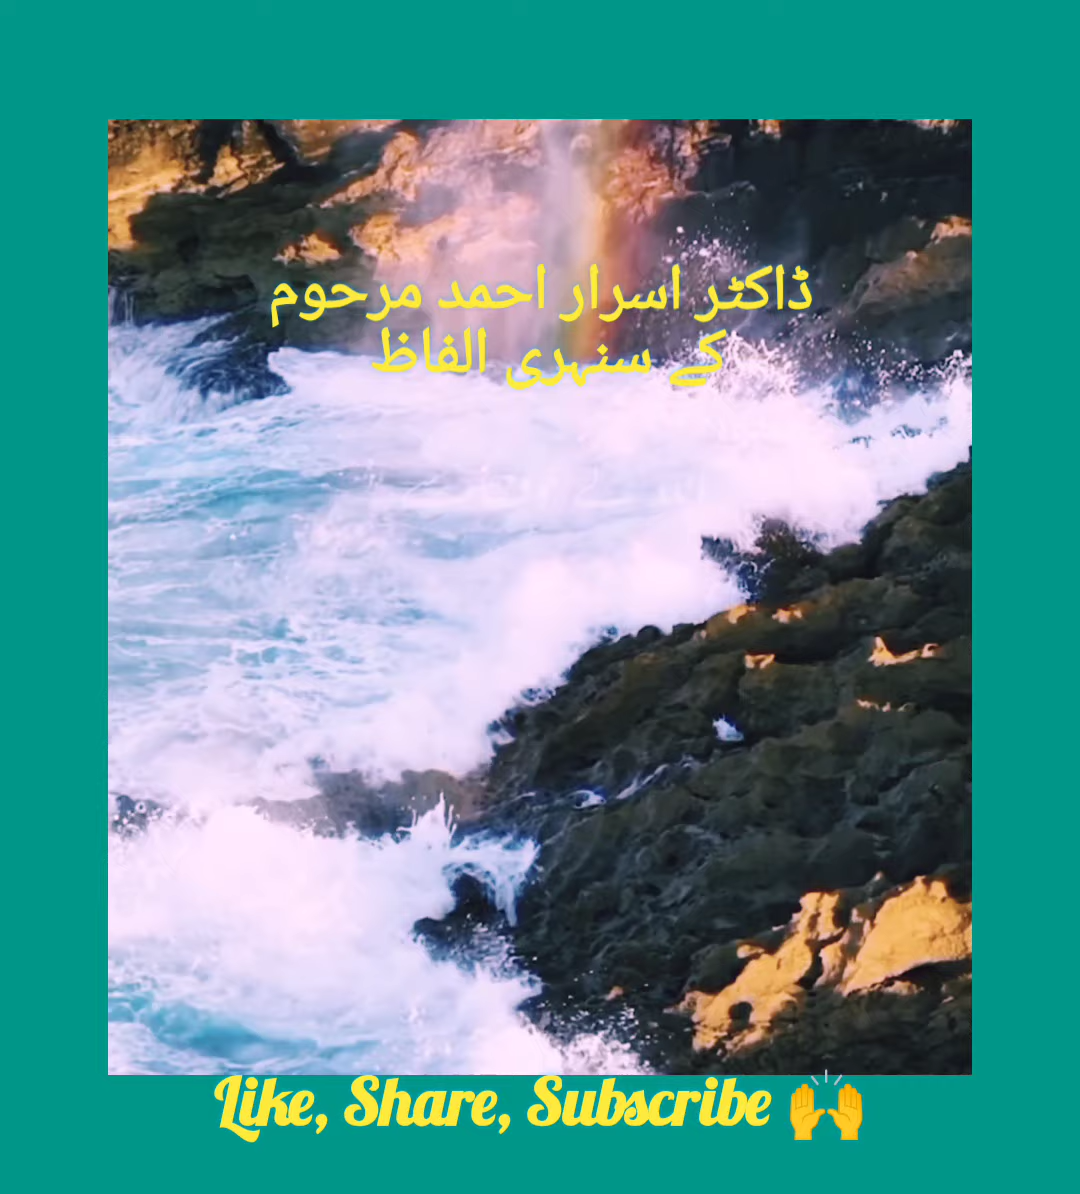 ڈاکٹر اسرار احمد مرحوم
کے سنہری الفاظ
Like, Share, Subscribe 🙌